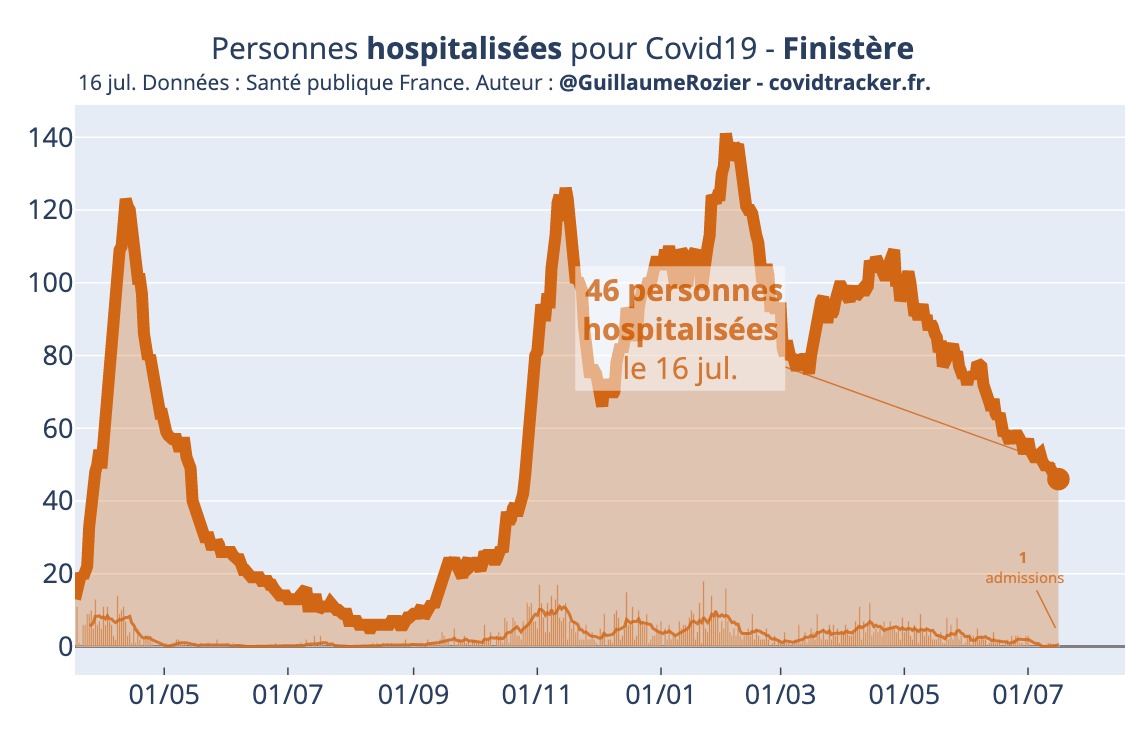 Personnes hospitalisées pour Covid19 - Finistère
16 jul. Données : Santé publique France. Auteur : @GuillaumeRozier - covidtracker.fr.
140
120
100
80
60
40
20
0
46 personnes
hospitalisées
le 16 jul.
1
admissions
01/05
01/07
01/09
01/11
01/01
01/03
01/05
01/07